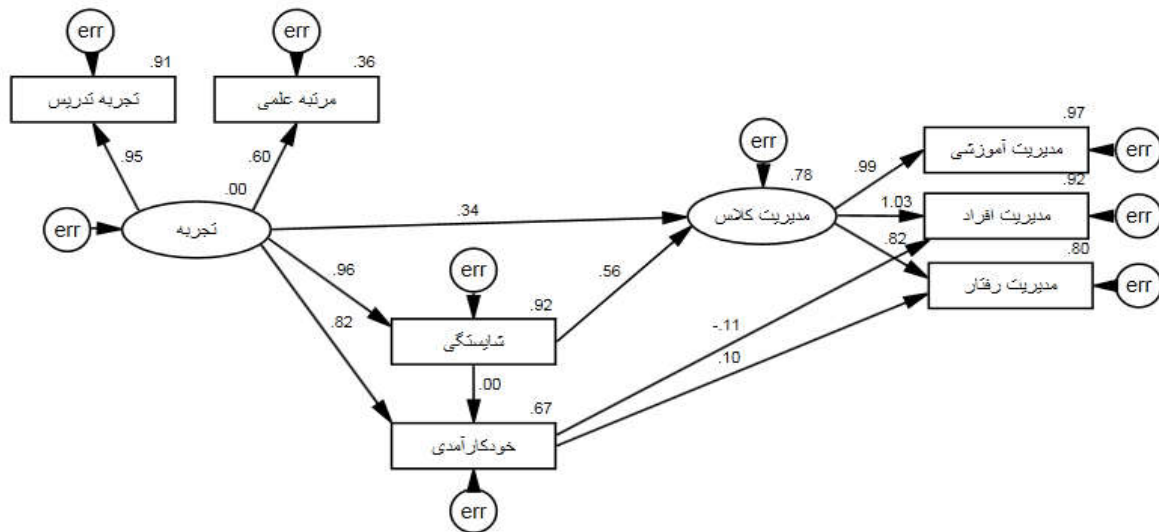 err
err
.91
.36
تجربه تدریس
مرتبه علمی
.97
err
مدیریت آموزشی
err
.95
.60
.99
.78
.92
.00
1.03
مدیریت افراد
err
err
تجربه
.34
مدیریت کلاس
.82
.80
.96
err
.56
مدیریت رفتار
err
.82
.92
شایستگی
-.11
.00
.10
.67
خودکارآمدی
err